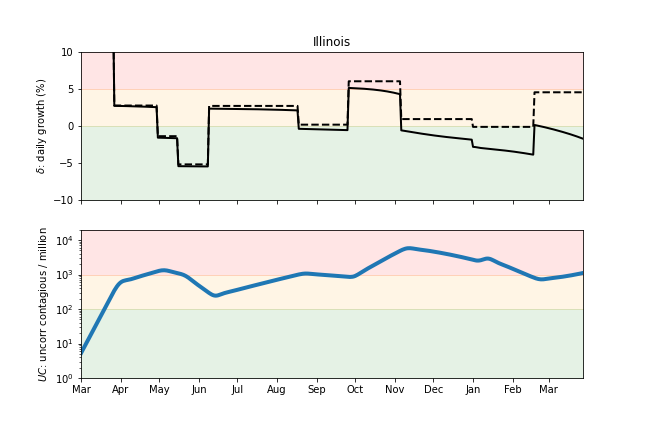 Illinois
δ: daily growth (%)
10
5
0
−5
−10
UC: uncorr contagious / million
10⁴
10³
10²
10¹
10⁰
Mar Apr May Jun Jul Aug Sep Oct Nov Dec Jan Feb Mar